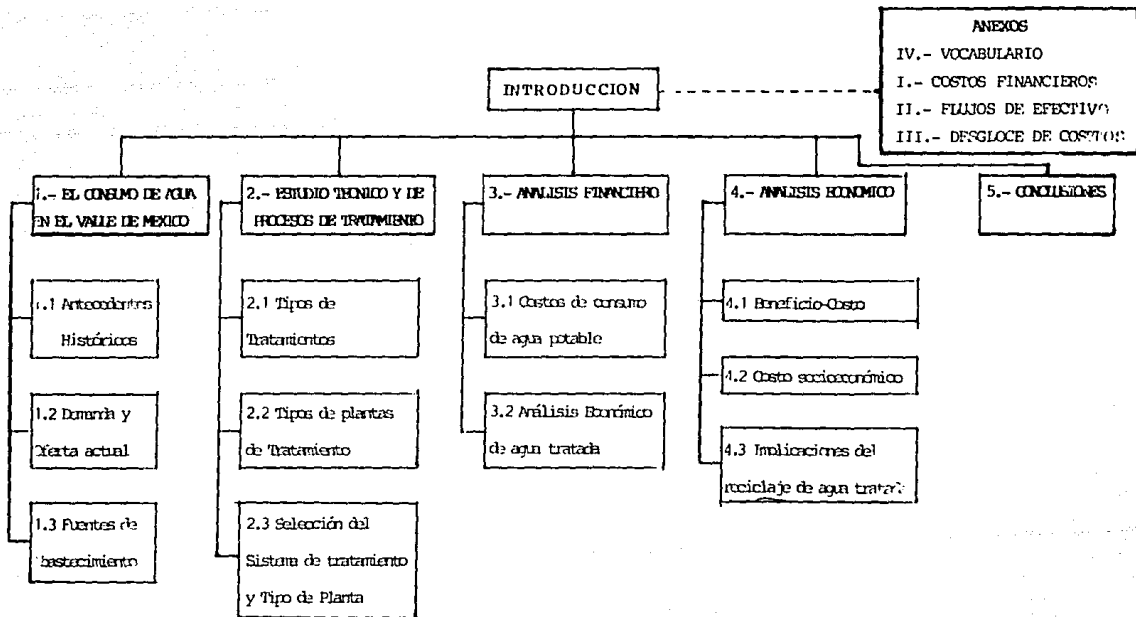 ANEXOS
IV.- VOCABULARIO
I.- COSTOS FINANCIEROS
II.- FLUJOS DE EFECTIVO
III.- DESGLOCE DE COSTOS
INTRODUCCION
1.- EL CONSUMO DE AGUA
EN EL VALLE DE MEXICO
2.- ESTUDIO TECNICO Y DE
PROCESOS DE TRATAMIENTO
3.- ANALISIS FINANCIERO
4.- ANALISIS ECONOMICO
5.- CONCLUSIONES
1.1 Antecedentes
Históricos
1.2 Demanda y
Oferta actual
1.3 Fuentes de
abastecimiento
2.1 Tipos de
Tratamientos
2.2 Tipos de plantas
de Tratamiento
2.3 Selección del
Sistema de tratamiento
y Tipo de Planta
3.1 Costos de consumo
de agua potable
3.2 Análisis Económico
de agua tratada
4.1 Beneficio-Costo
4.2 Costo socioeconómico
4.3 Implicaciones del
reciclaje de agua tratada